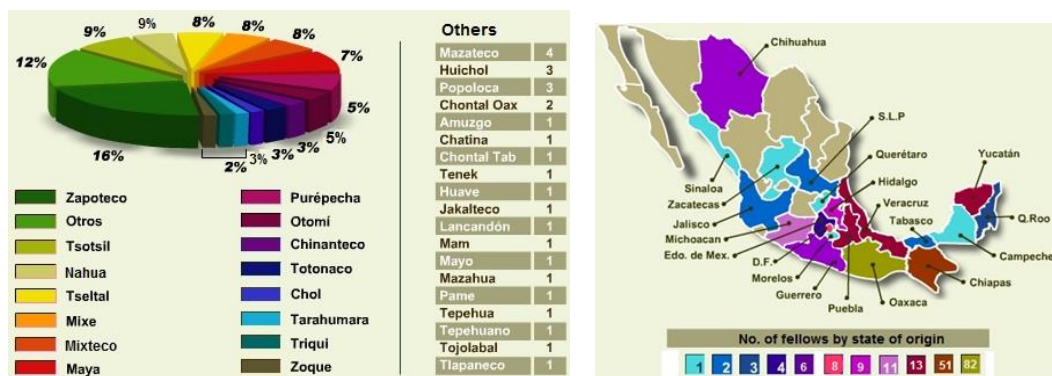 9%
9%
8%
8%
8%
7%
5%
5%
3%
3%
3%
2%
16%
12%
Zapoteco
Otros
Tsotsil
Nahua
Tseltal
Mixe
Mixteco
Maya
Purépecha
Otomí
Chinanteco
Totonaco
Chol
Tarahumara
Triqui
Zoque
Others
Mazateco 4
Huichol 3
Popoloca 3
Chontal Oax 2
Amuzgo 1
Chatina 1
Chontal Tab 1
Tenek 1
Huave 1
Jakalteco 1
Lancandón 1
Mam 1
Mayo 1
Mazahua 1
Pame 1
Tepehua 1
Tepehuano 1
Tojolabal 1
Tlapaneco 1
Chihuahua
S.L.P
Querétaro
Hidalgo
Yucatán
Sinaloa
Zacatecas
Veracruz
Tabasco
Q.Roo
Jalisco
Michoacan
Edo. de Mex.
Campeche
D.F.
Morelos
Guerrero
Puebla
Oaxaca
Chiapas
No. of fellows by state of origin
1 2 3 4 6 8 9 11 13 51 82